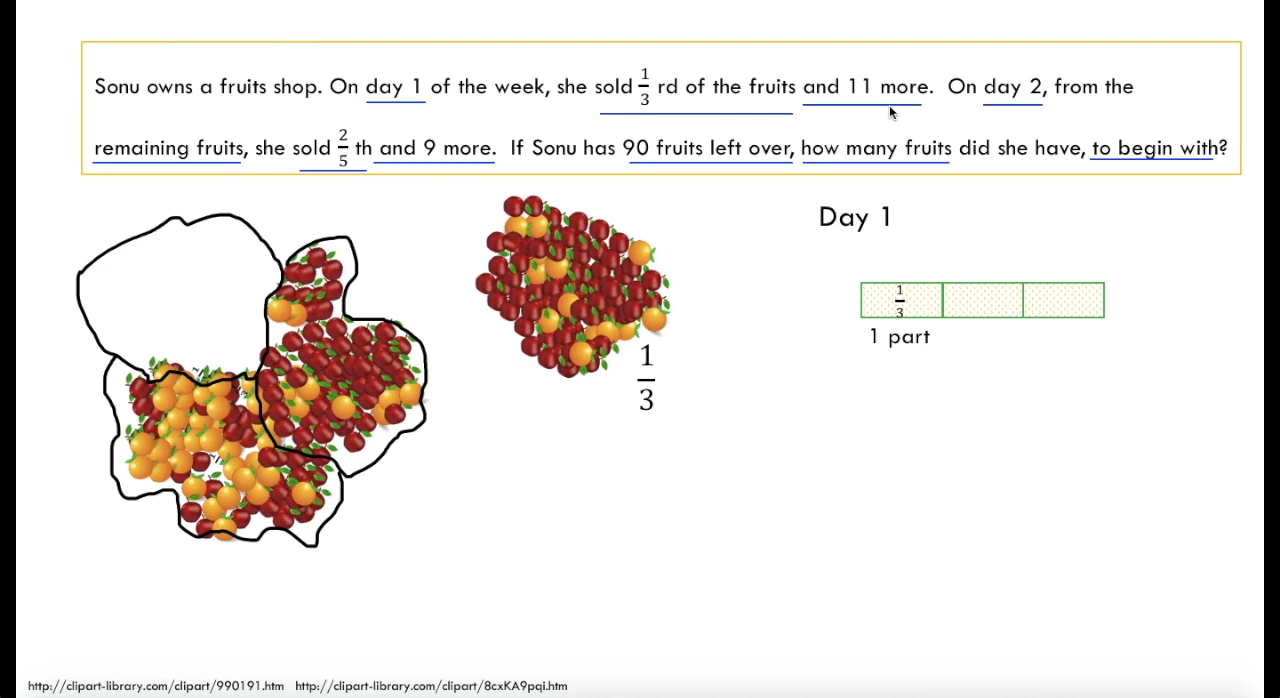 Sonu owns a fruits shop. On day 1 of the week, she sold 1/3 rd of the fruits and 11 more. On day 2, from the
remaining fruits, she sold 2/5 th and 9 more. If Sonu has 90 fruits left over, how many fruits did she have, to begin with?
Day 1
1/3
1 part
1/3
http://clipart-library.com/clipart/990191.htm http://clipart-library.com/clipart/8cxKA9pqi.htm